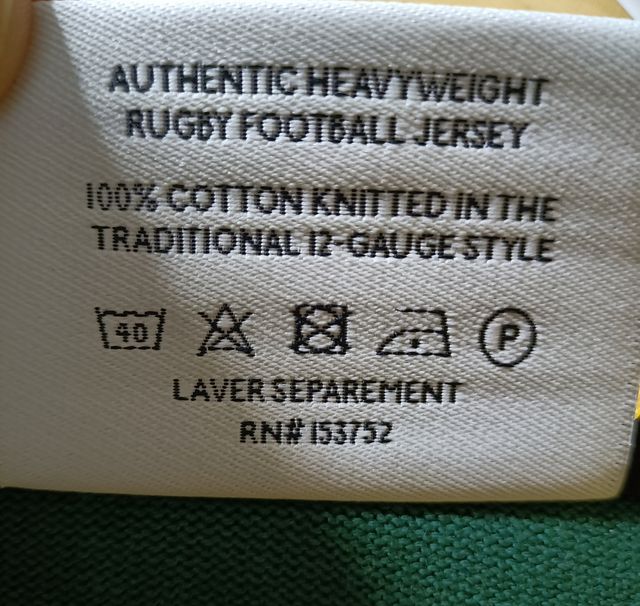 AUTHENTIC HEAVYWEIGHT
RUGBY FOOTBALL JERSEY
100% COTTON KNITTED IN THE
TRADITIONAL 12-GAUGE STYLE
40 P
LAVER SEPAREMENT
RN# 153752